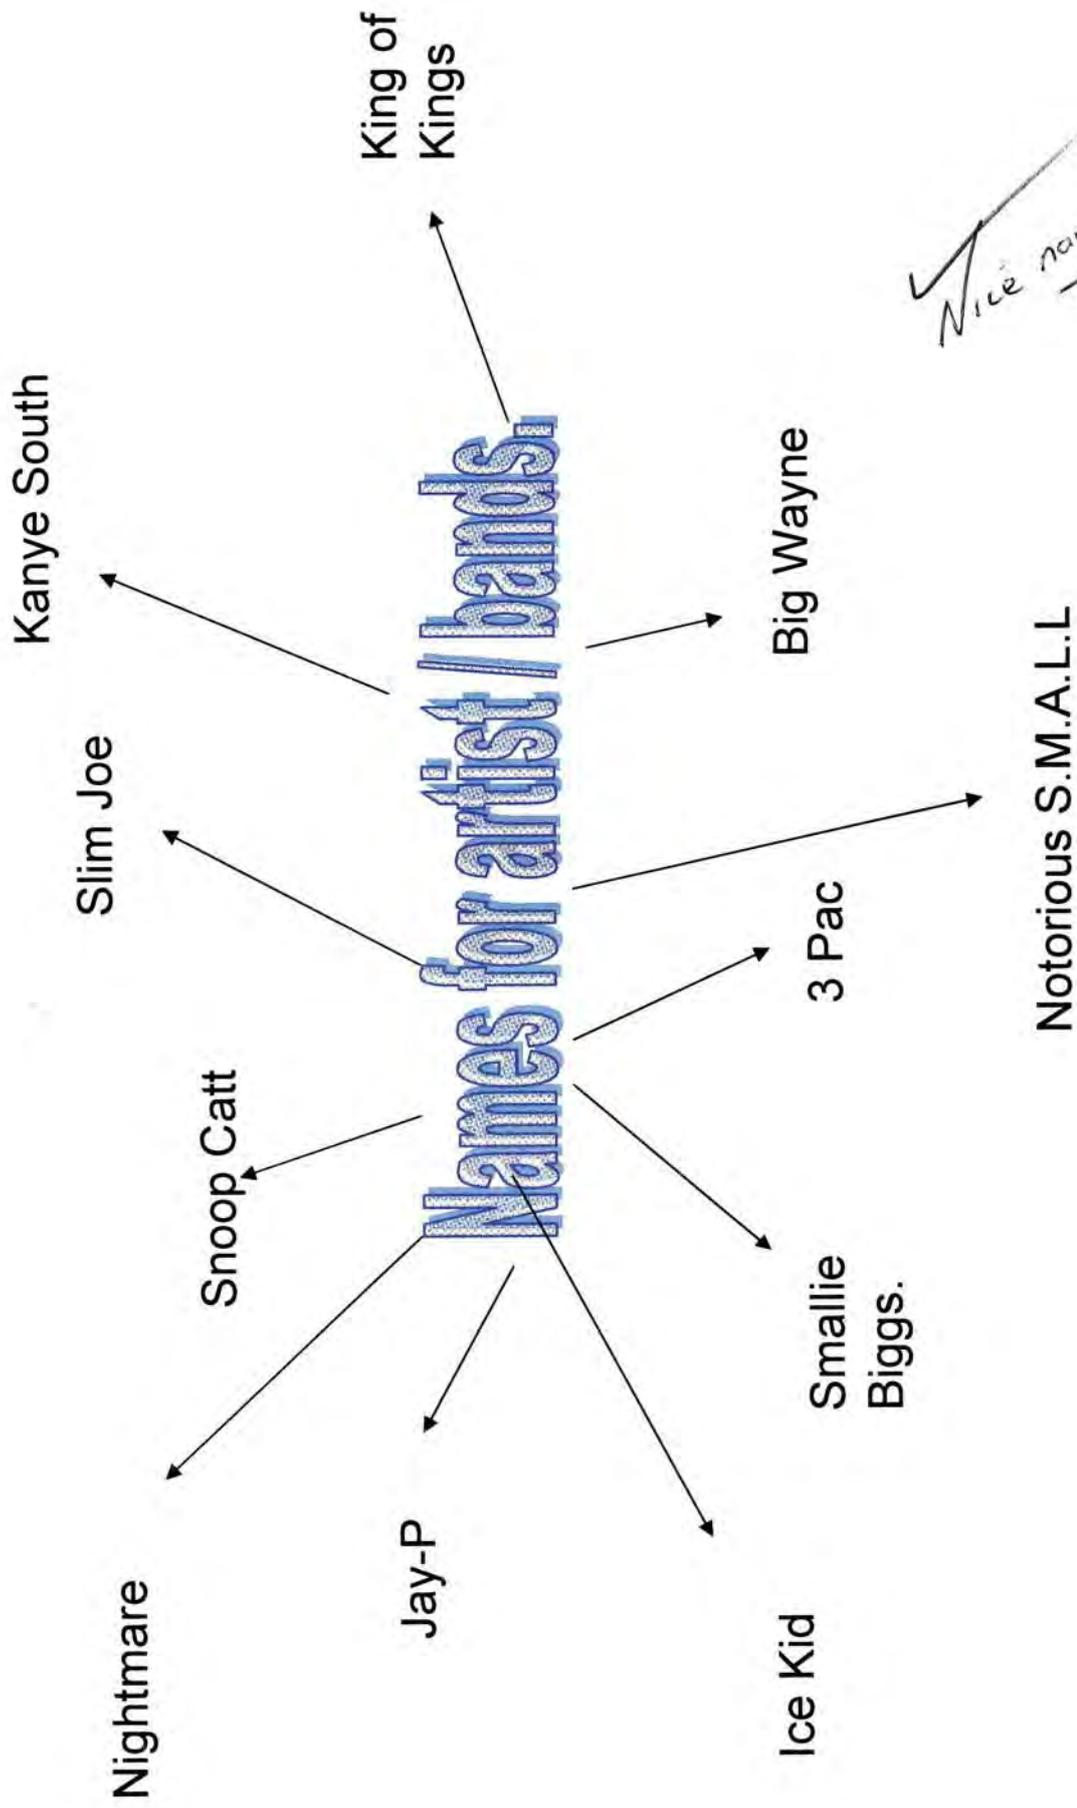 Nightmare
Snoop Catt
Slim Joe
Kanye South
King of
Kings
Jay-P
Names for artist / bands.
Ice Kid
Smallie
Biggs.
3 Pac
Big Wayne
Notorious S.M.A.L.L
Nice